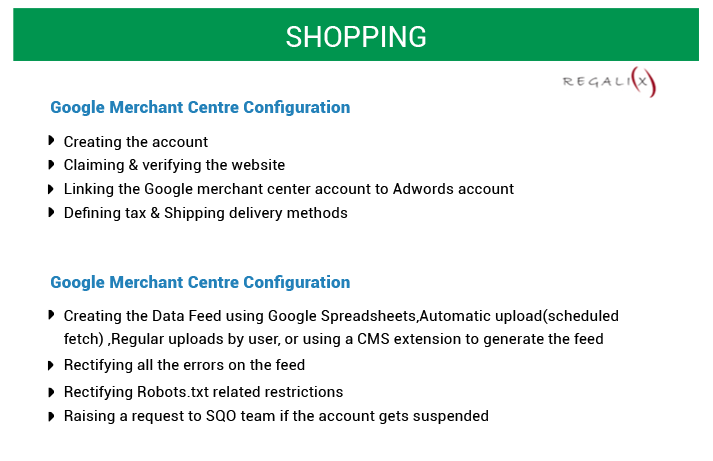 SHOPPING
REGALIX
Google Merchant Centre Configuration
Creating the account
Claiming & verifying the website
Linking the Google merchant center account to Adwords account
Defining tax & Shipping delivery methods
Google Merchant Centre Configuration
Creating the Data Feed using Google Spreadsheets,Automatic upload(scheduled
fetch) ,Regular uploads by user, or using a CMS extension to generate the feed
Rectifying all the errors on the feed
Rectifying Robots.txt related restrictions
Raising a request to SQO team if the account gets suspended